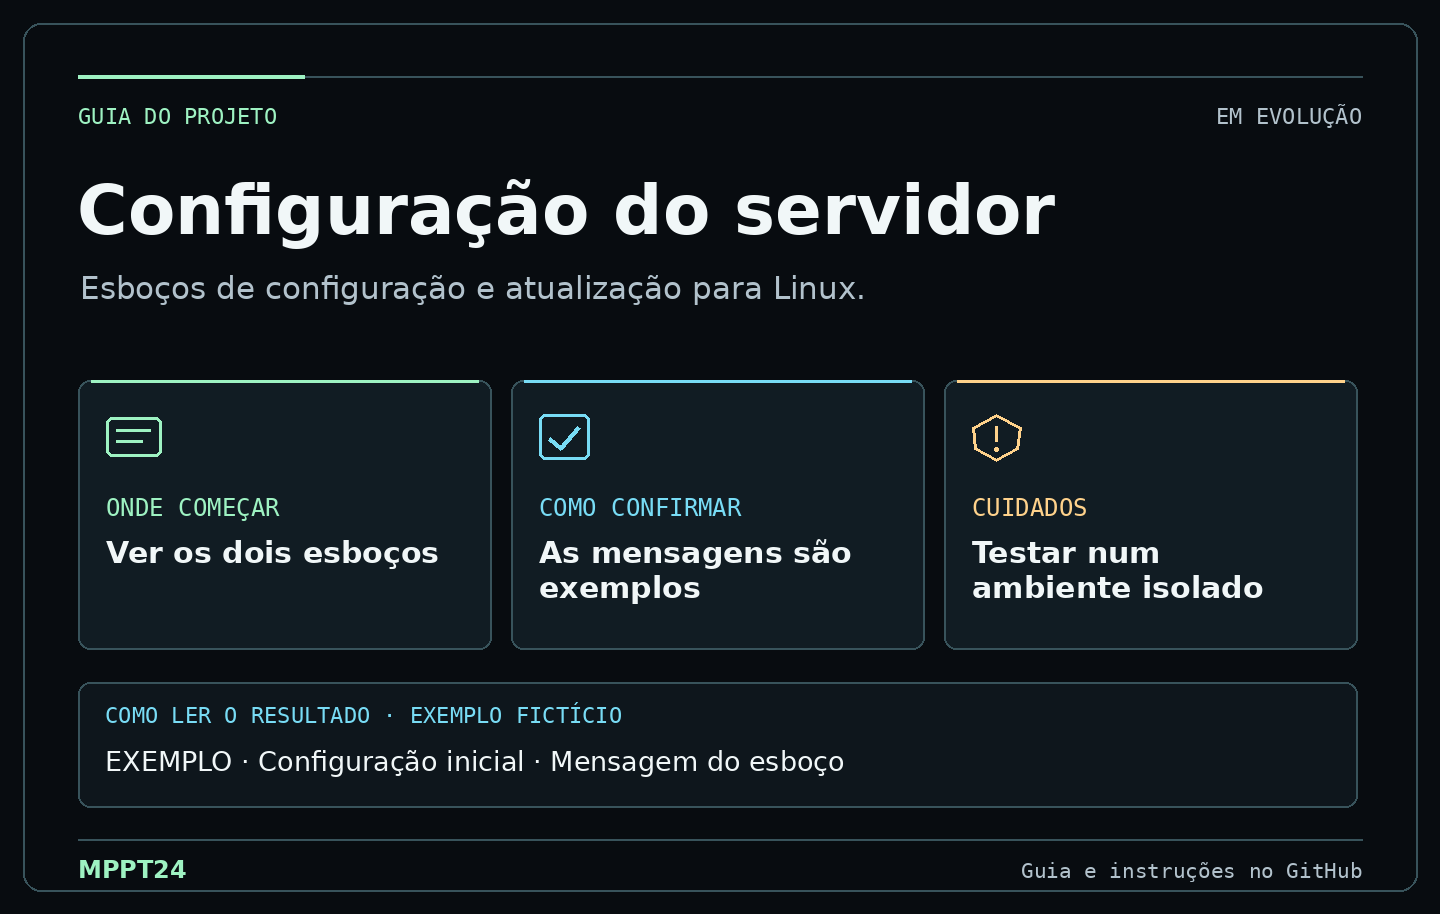 GUIA DO PROJETO
EM EVOLUÇÃO
Configuração do servidor
Esboços de configuração e atualização para Linux.
ONDE COMEÇAR
Ver os dois esboços
COMO CONFIRMAR
As mensagens são
exemplos
CUIDADOS
Testar num
ambiente isolado
COMO LER O RESULTADO · EXEMPLO FICTÍCIO
EXEMPLO · Configuração inicial · Mensagem do esboço
MPPT24
Guia e instruções no GitHub